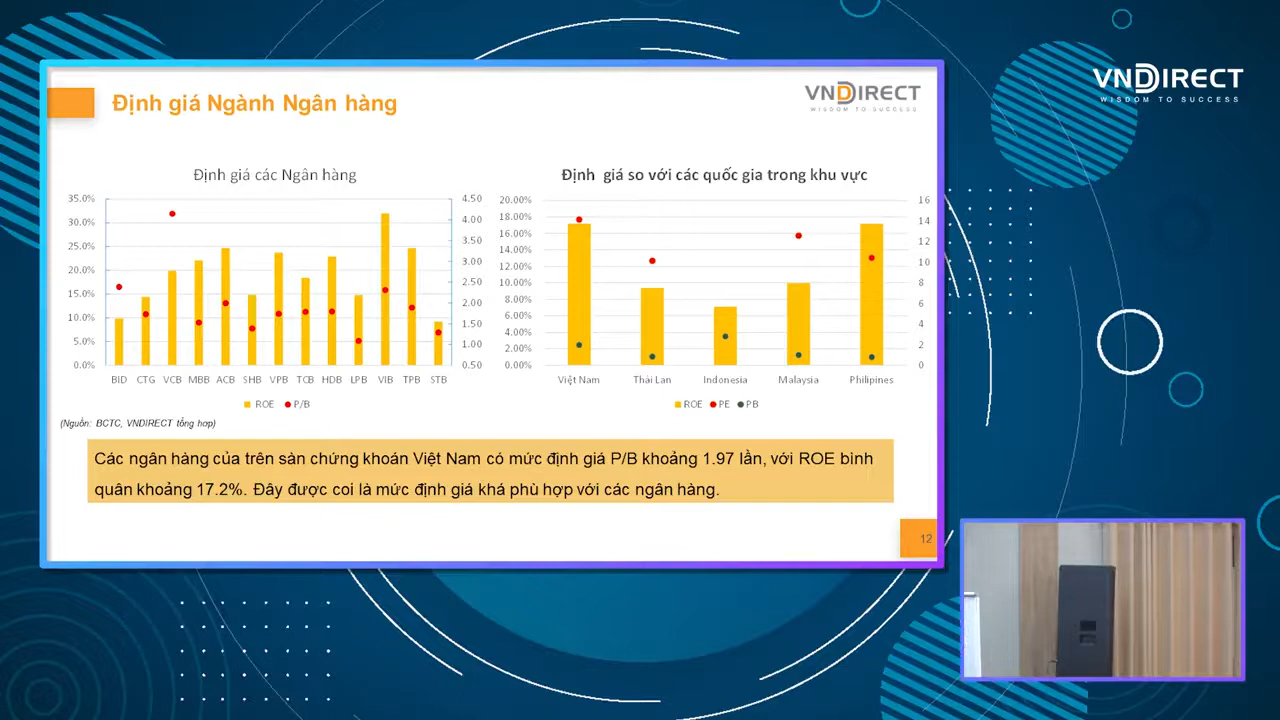 VNDIRECT
WISDOM TO SUCCESS
Định giá Ngành Ngân hàng
VNDIRECT
WISDOM TO SUCCESS
Định giá các Ngân hàng
35.0%
30.0%
25.0%
20.0%
15.0%
10.0%
5.0%
0.0%
4.50
4.00
3.50
3.00
2.50
2.00
1.50
1.00
0.50
BID CTG VCB MBB ACB SHB VPB TCB HDB LPB VIB TPB STB
ROE P/B
Định giá so với các quốc gia trong khu vực
20.00%
18.00%
16.00%
14.00%
12.00%
10.00%
8.00%
6.00%
4.00%
2.00%
0.00%
16
14
12
10
8
6
4
2
0
Việt Nam Thái Lan Indonesia Malaysia Philipines
ROE PE PB
(Nguồn: BCTC, VNDIRECT tổng hợp)
Các ngân hàng của trên sàn chứng khoán Việt Nam có mức định giá P/B khoảng 1.97 lần, với ROE bình
quân khoảng 17.2%. Đây được coi là mức định giá khá phù hợp với các ngân hàng.
12